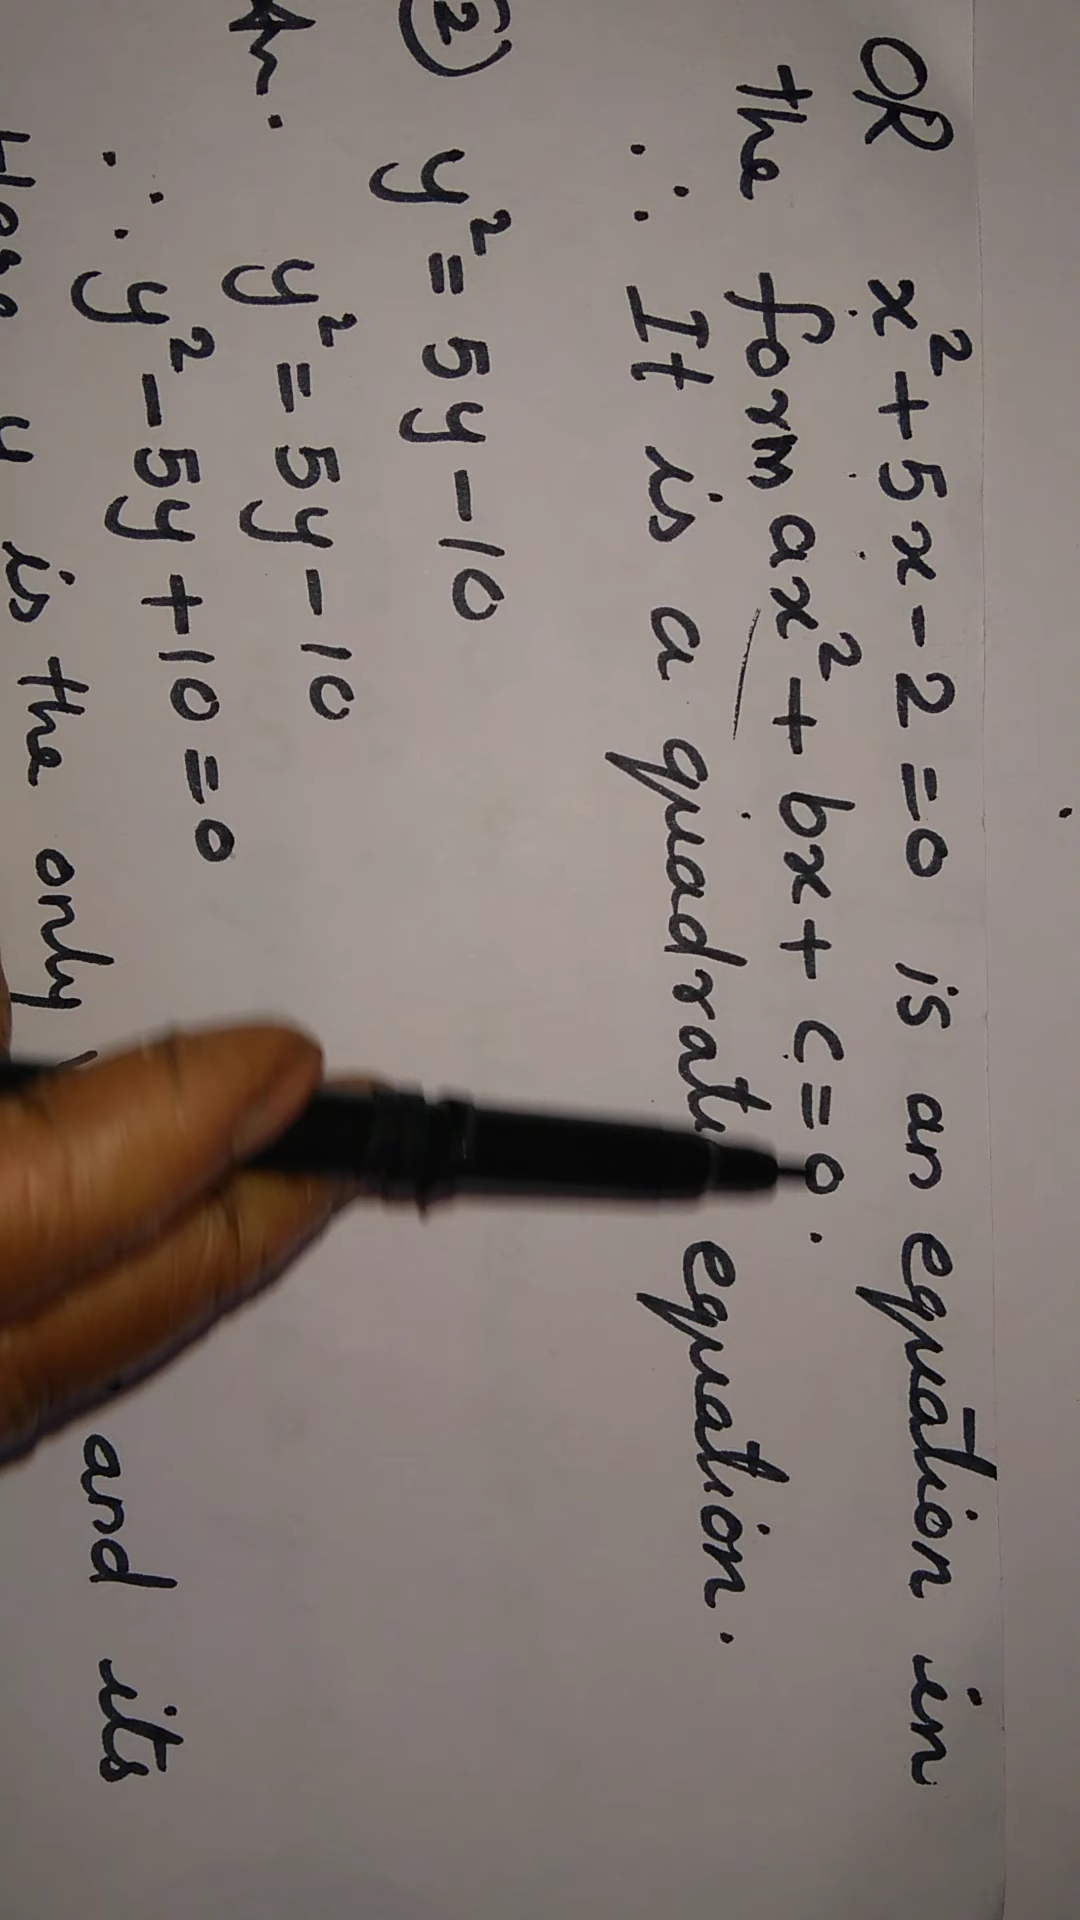 OR x² + 5x - 2 = 0 is an equation in
the form ax² + bx + c = 0.
∴ It is a quadratic equation.
② y² = 5y - 10
y² = 5y - 10
∴ y² - 5y + 10 = 0
Here y is the only and its